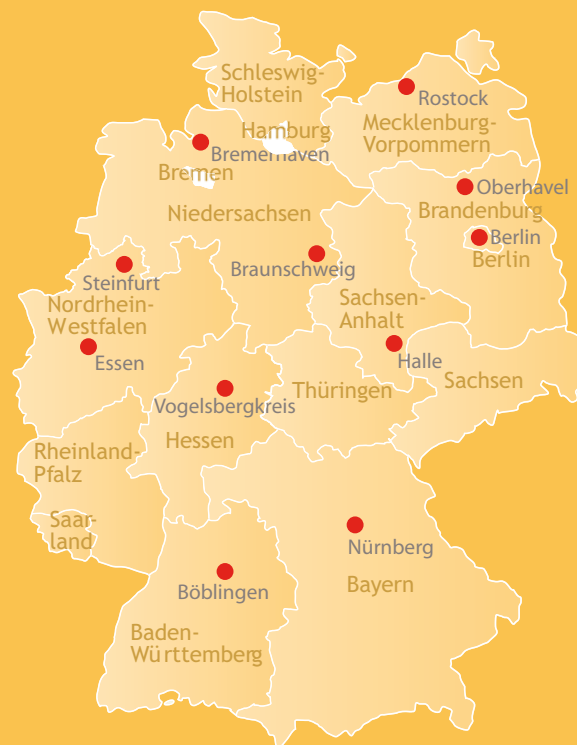 Schleswig-
Holstein
Rostock
Hamburg
Mecklenburg-
Vorpommern
Bremerhaven
Bremen
Oberhavel
Niedersachsen
Brandenburg
Berlin
Berlin
Braunschweig
Steinfurt
Sachsen-
Anhalt
Nordrhein-
Westfalen
Essen
Halle
Thüringen
Sachsen
Vogelsbergkreis
Hessen
Rheinland-
Pfalz
Saar-
land
Nürnberg
Böblingen
Bayern
Baden-
Württemberg